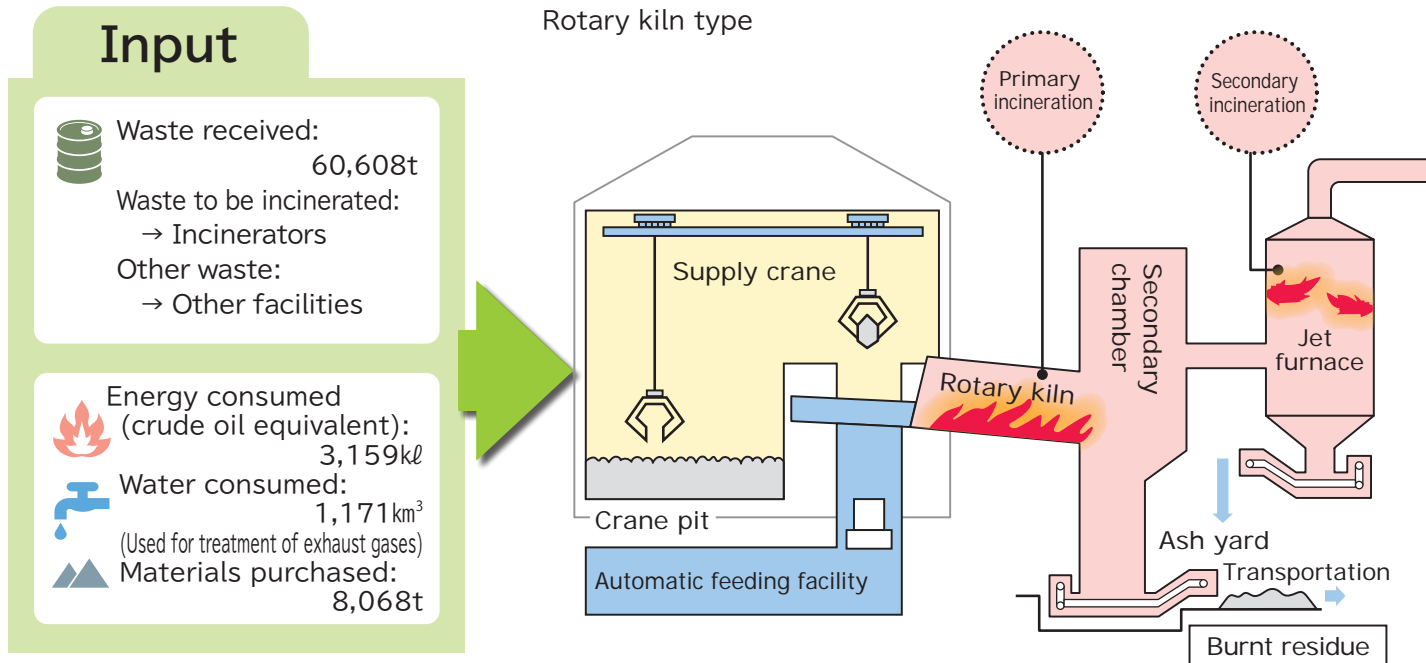 Input
Waste received:
60,608t
Waste to be incinerated:
→ Incinerators
Other waste:
→ Other facilities
Energy consumed
(crude oil equivalent):
3,159kℓ
Water consumed:
1,171km³
(Used for treatment of exhaust gases)
Materials purchased:
8,068t
Rotary kiln type
Primary
incineration
Secondary
incineration
Supply crane
Crane pit
Automatic feeding facility
Rotary kiln
Secondary
chamber
Jet
furnace
Ash yard
Transportation
Burnt residue